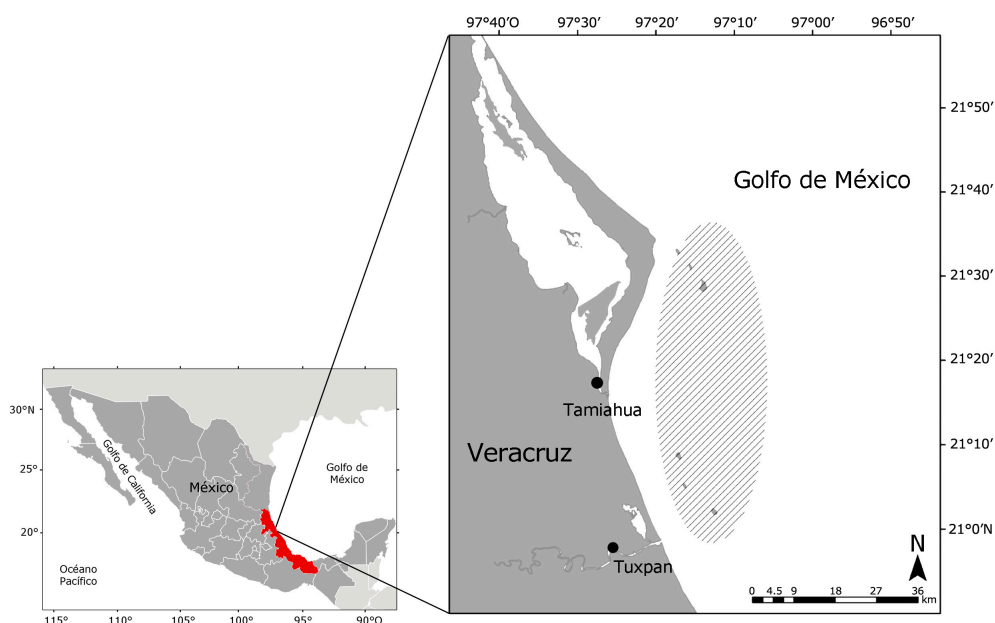 97°40’O 97°30’ 97°20’ 97°10’ 97°00’ 96°50’
21°50’
Golfo de México
21°40’
21°30’
21°20’
Tamiahua
21°10’
Veracruz
21°0’N
N
Tuxpan
0 4.5 9 18 27 36
km
30°N
Golfo de California
Golfo de
México
25°
México
20°
Océano
Pacífico
115° 110° 105° 100° 95° 90°O